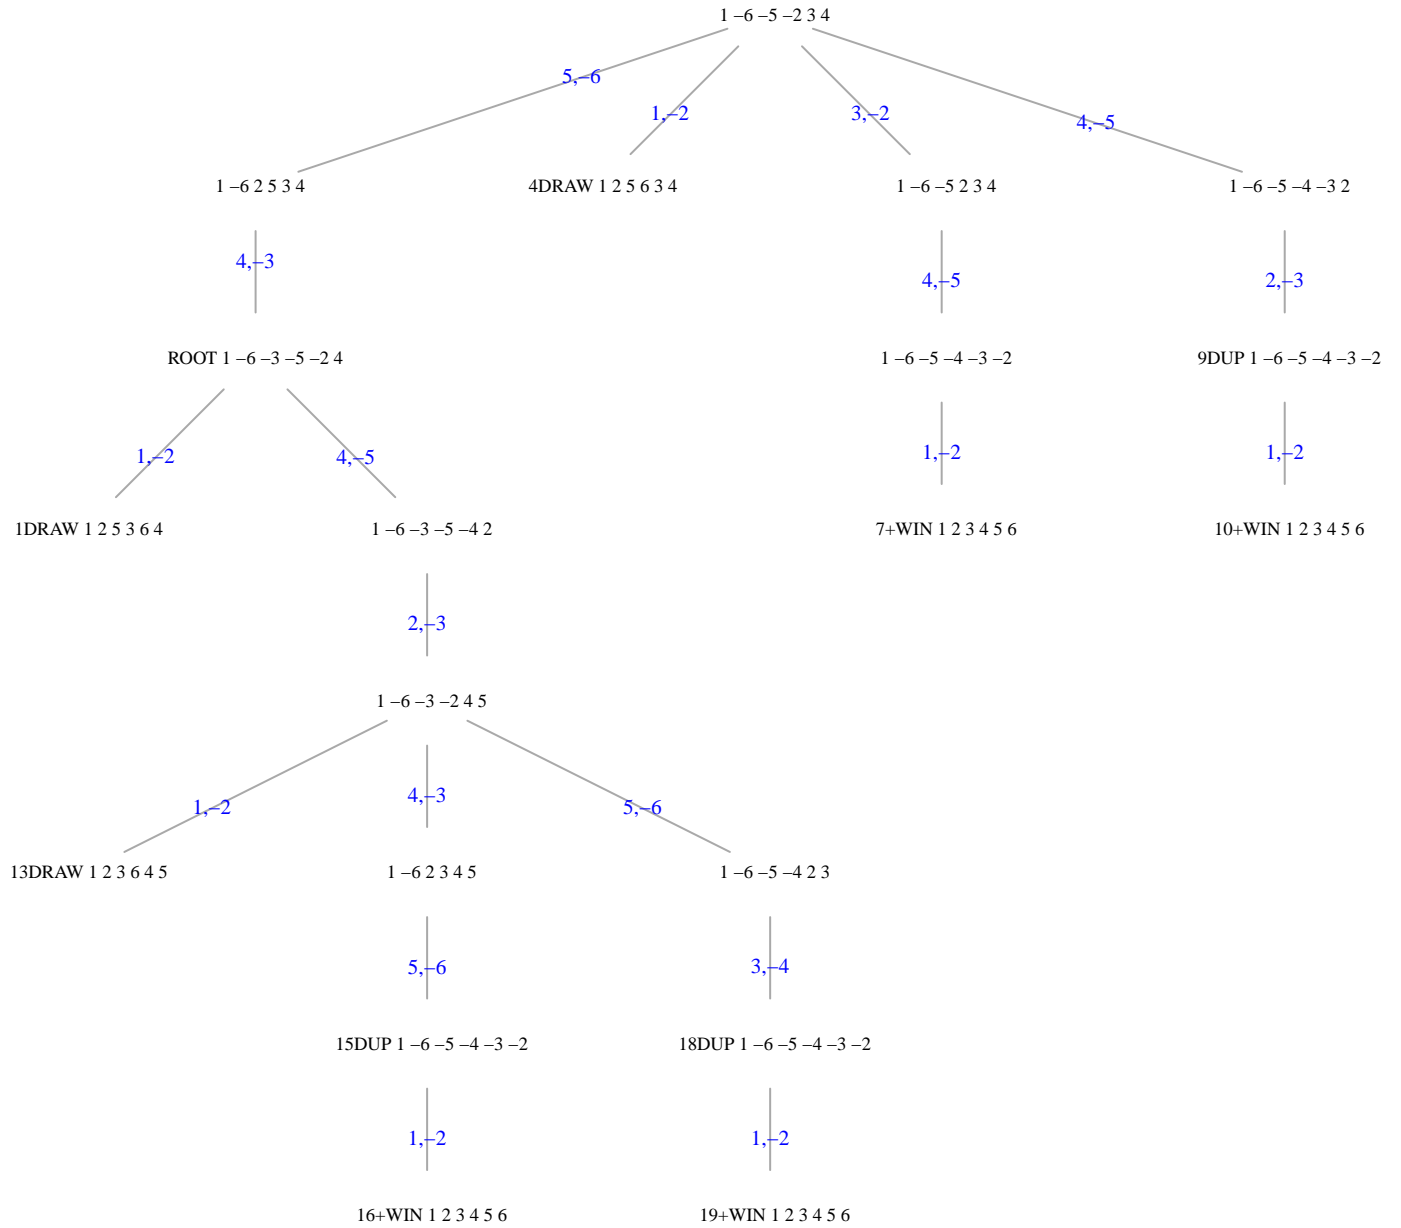 1 –6 –5 –2 3 4
5,–6
1,–2
3,–2
4,–5
1 –6 2 5 3 4
4DRAW 1 2 5 6 3 4
1 –6 –5 2 3 4
1 –6 –5 –4 –3 2
4,–3
4,–5
2,–3
ROOT 1 –6 –3 –5 –2 4
1 –6 –5 –4 –3 –2
9DUP 1 –6 –5 –4 –3 –2
1,–2
4,–5
1,–2
1,–2
1DRAW 1 2 5 3 6 4
1 –6 –3 –5 –4 2
7+WIN 1 2 3 4 5 6
10+WIN 1 2 3 4 5 6
2,–3
1 –6 –3 –2 4 5
1,–2
4,–3
5,–6
13DRAW 1 2 3 6 4 5
1 –6 2 3 4 5
1 –6 –5 –4 2 3
5,–6
3,–4
15DUP 1 –6 –5 –4 –3 –2
18DUP 1 –6 –5 –4 –3 –2
1,–2
1,–2
16+WIN 1 2 3 4 5 6
19+WIN 1 2 3 4 5 6